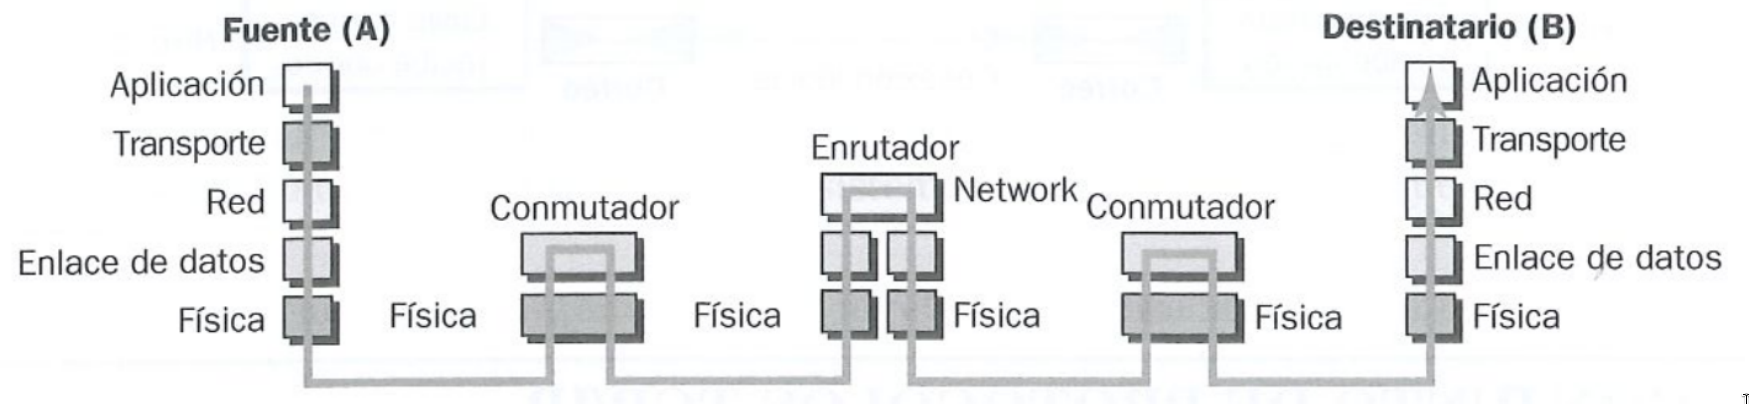 Fuente (A)
Aplicación
Transporte
Red
Enlace de datos
Física
Física
Conmutador
Física
Enrutador
Network
Física
Conmutador
Física
Destinatario (B)
Aplicación
Transporte
Red
Enlace de datos
Física